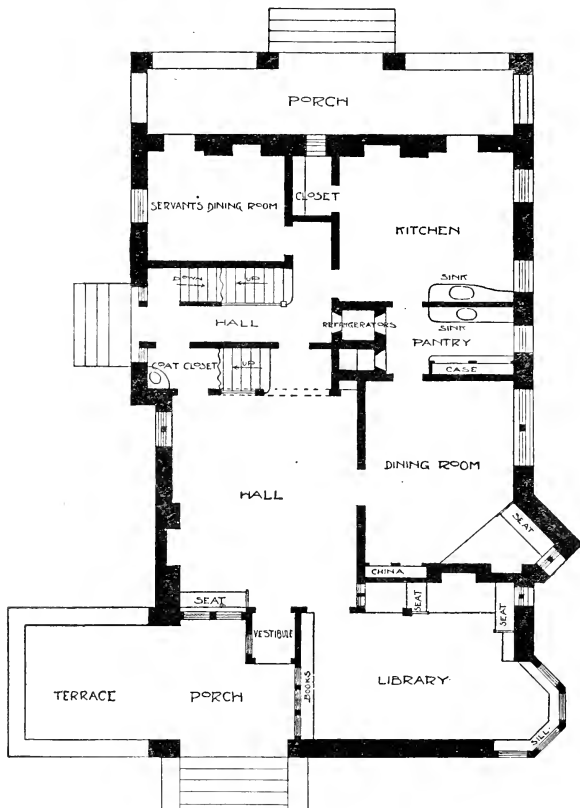 PORCH
SERVANT'S DINING ROOM
CLOSET
KITCHEN
DOWN
UP
SINK
HALL
REFRIGERATORS
SINK
PANTRY
COAT CLOSET
UP
CASE
HALL
DINING ROOM
SEAT
CHINA
SEAT
SEAT
SEAT
VESTIBULE
TERRACE
PORCH
BOOKS
LIBRARY
SILL